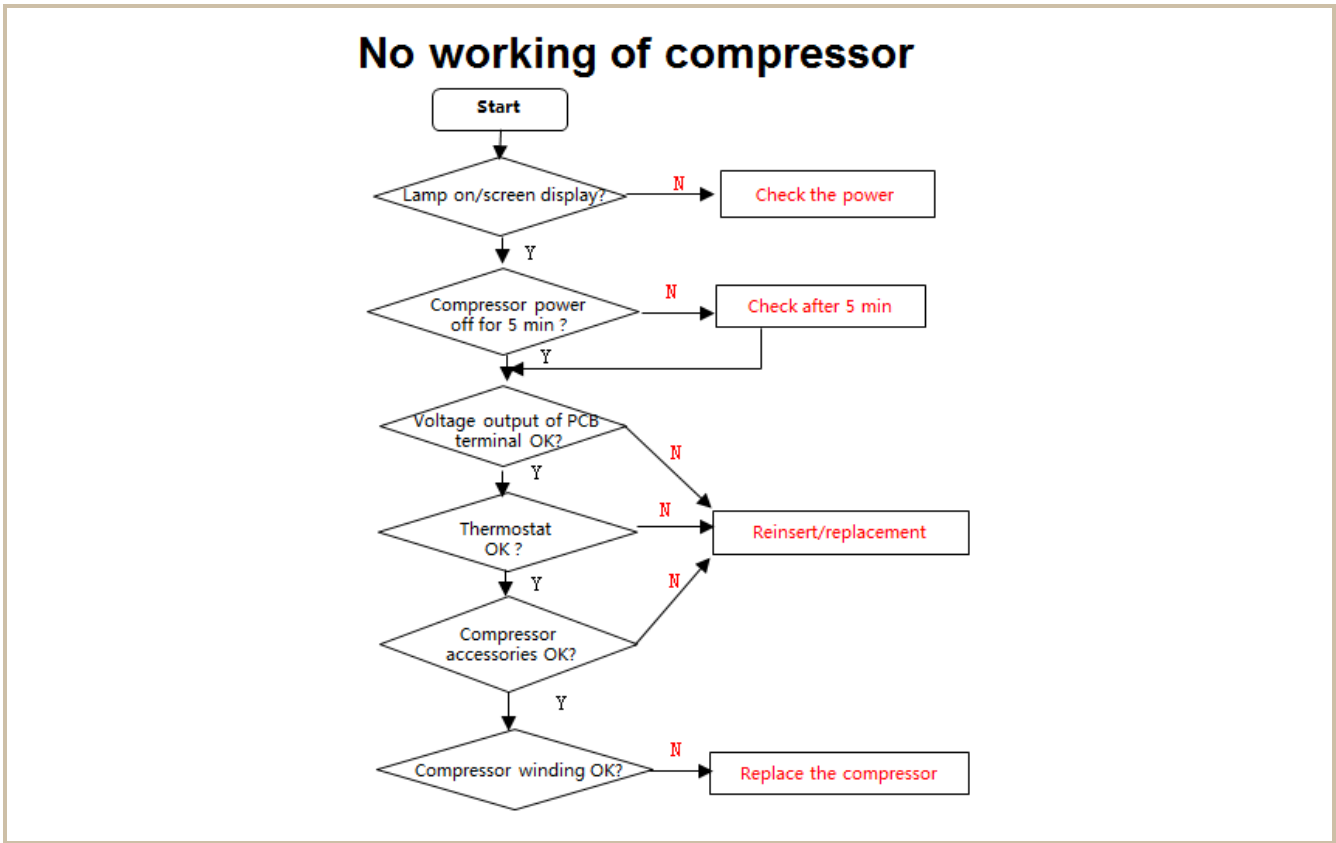 No working of compressor
Start
Lamp on/screen display?
N
Check the power
Y
Compressor power
off for 5 min ?
N
Check after 5 min
Y
Voltage output of PCB
terminal OK?
N
Y
Thermostat
OK ?
N
Reinsert/replacement
Y
Compressor
accessories OK?
N
Y
Compressor winding OK?
N
Replace the compressor